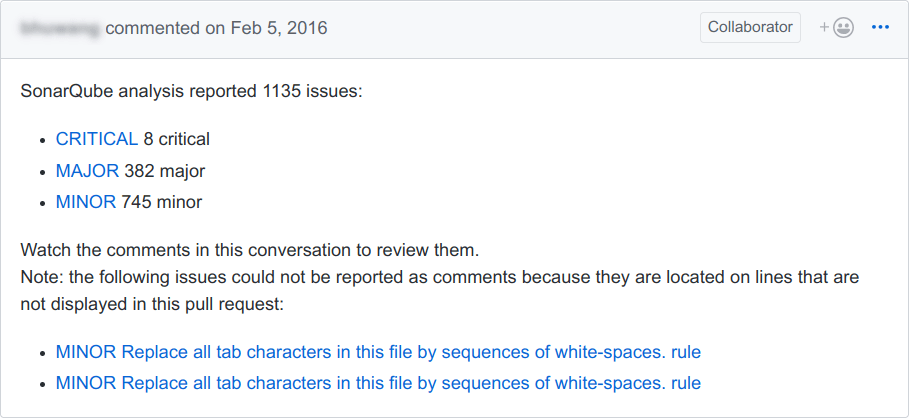 commented on Feb 5, 2016 Collaborator
SonarQube analysis reported 1135 issues:
CRITICAL 8 critical
MAJOR 382 major
MINOR 745 minor
Watch the comments in this conversation to review them.
Note: the following issues could not be reported as comments because they are located on lines that are
not displayed in this pull request:
MINOR Replace all tab characters in this file by sequences of white-spaces. rule
MINOR Replace all tab characters in this file by sequences of white-spaces. rule